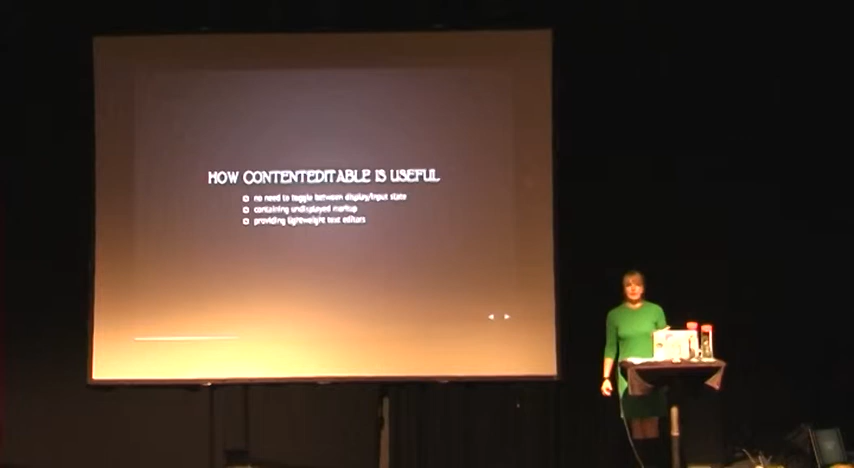 HOW CONTENTEDITABLE IS USEFUL
no need to toggle between display/input state
containing undisplayed markup
providing lightweight text editors